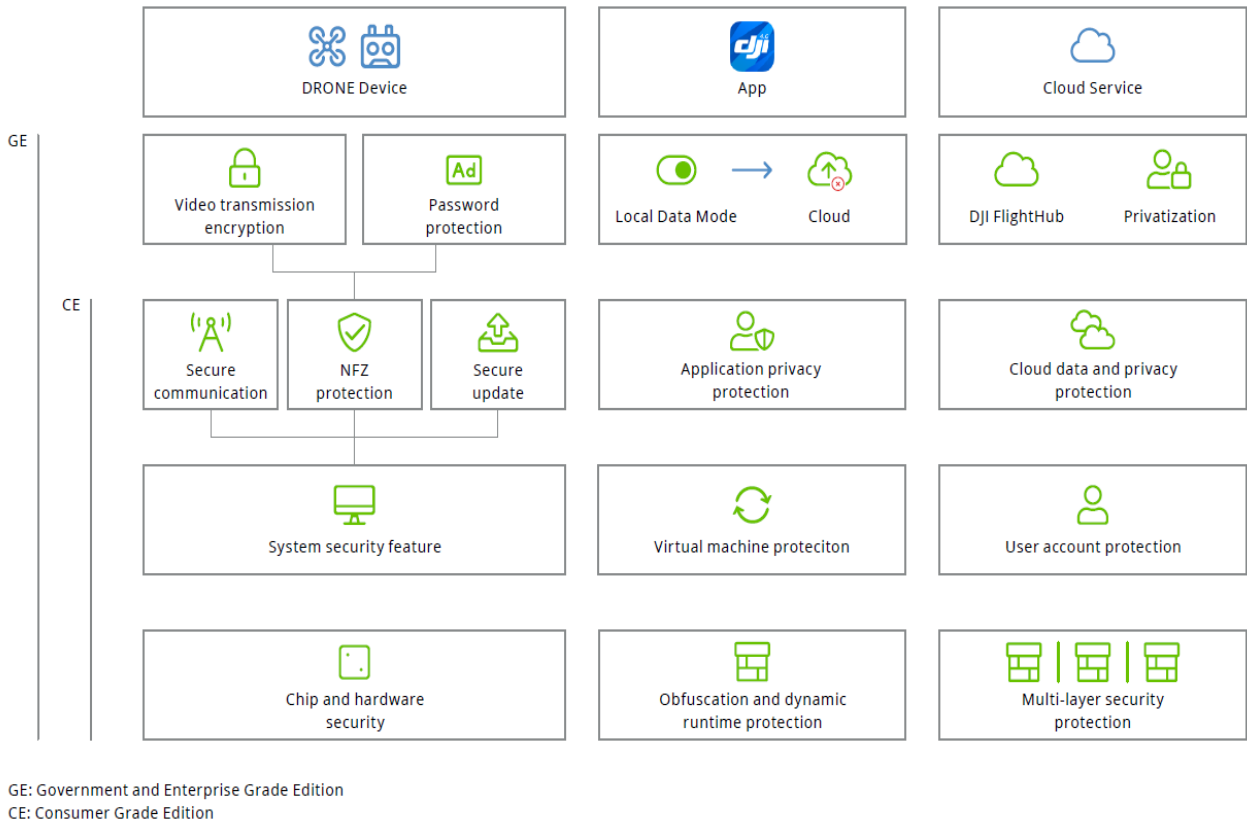 dji
4.0
DRONE Device
App
Cloud Service
GE
Ad
Video transmission
encryption
Password
protection
Local Data Mode
Cloud
DJI FlightHub
Privatization
CE
Secure
communication
NFZ
protection
Secure
update
Application privacy
protection
Cloud data and privacy
protection
System security feature
Virtual machine proteciton
User account protection
Chip and hardware
security
Obfuscation and dynamic
runtime protection
Multi-layer security
protection
GE: Government and Enterprise Grade Edition
CE: Consumer Grade Edition